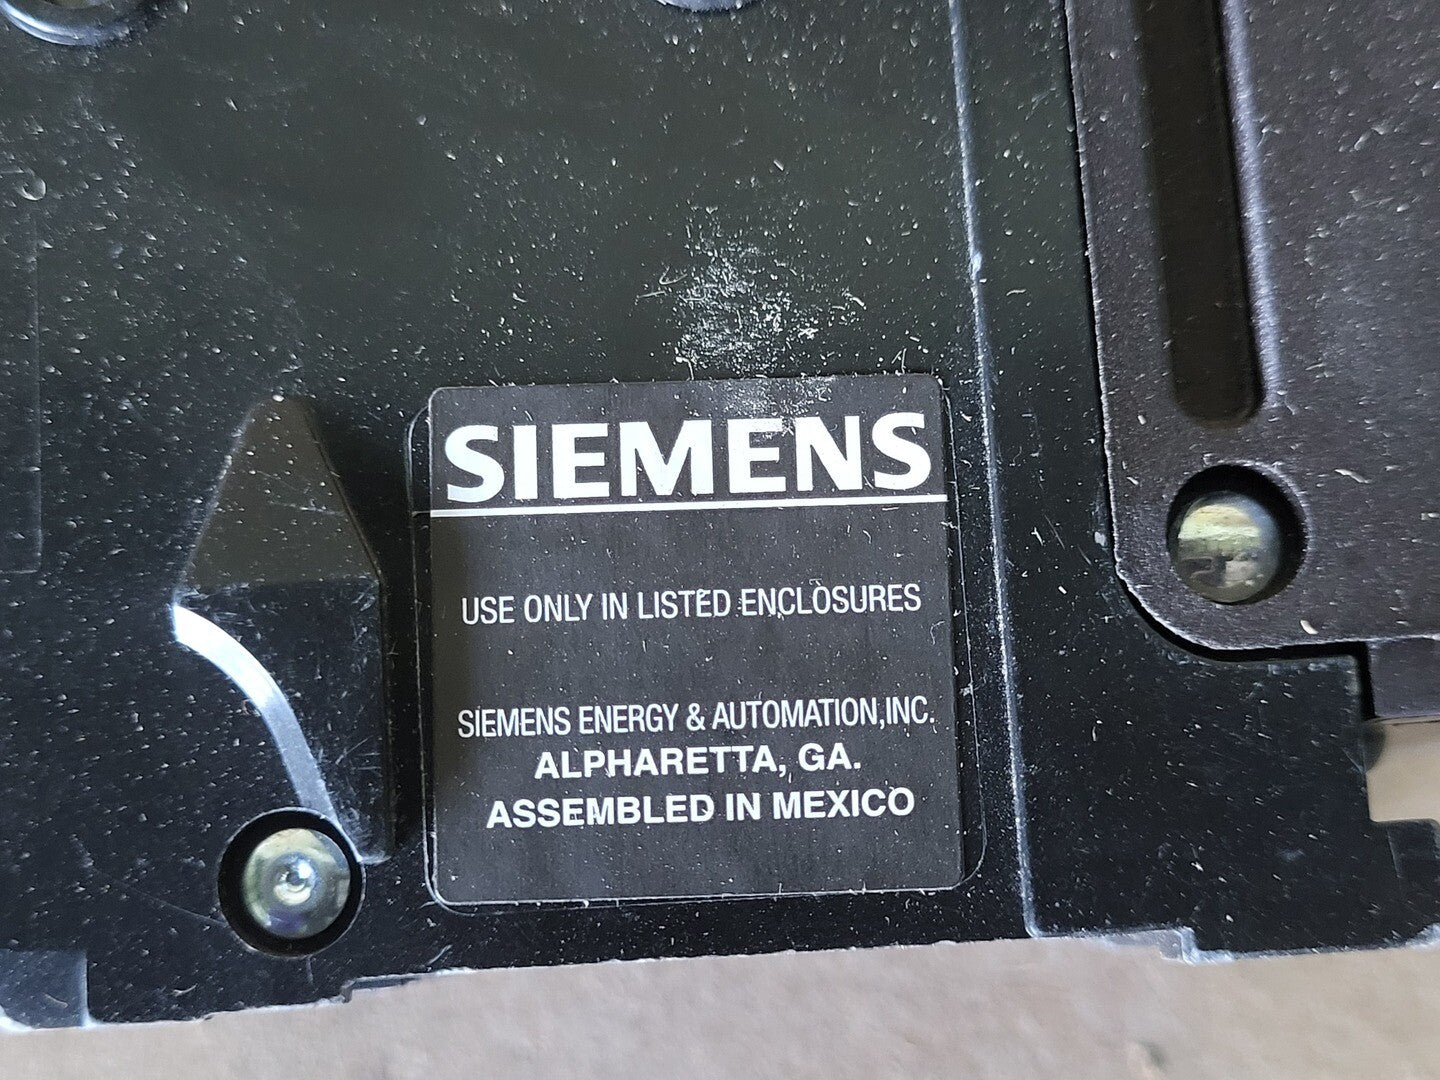 SIEMENS
USE ONLY IN LISTED ENCLOSURES
SIEMENS ENERGY & AUTOMATION,INC.
ALPHARETTA, GA.
ASSEMBLED IN MEXICO